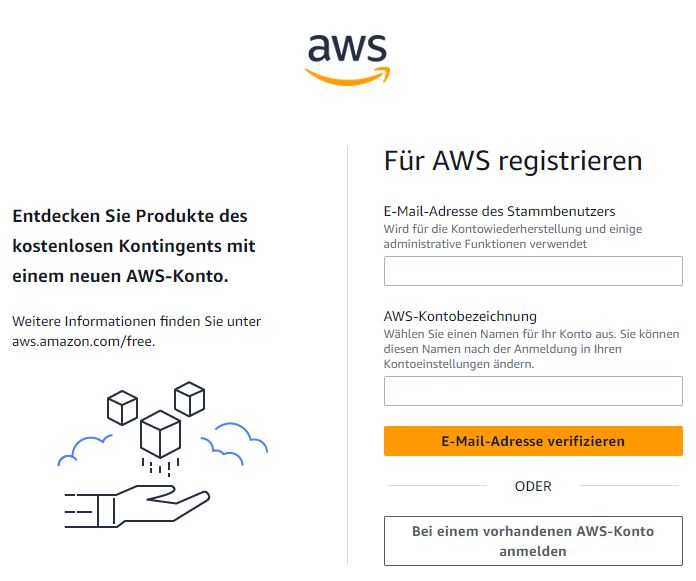 aws
Entdecken Sie Produkte des
kostenlosen Kontingents mit
einem neuen AWS-Konto.
Weitere Informationen finden Sie unter
aws.amazon.com/free.
Für AWS registrieren
E-Mail-Adresse des Stammbenutzers
Wird für die Kontowiederherstellung und einige
administrative Funktionen verwendet
AWS-Kontobezeichnung
Wählen Sie einen Namen für Ihr Konto aus. Sie können
diesen Namen nach der Anmeldung in Ihren
Kontoeinstellungen ändern.
E-Mail-Adresse verifizieren
ODER
Bei einem vorhandenen AWS-Konto
anmelden